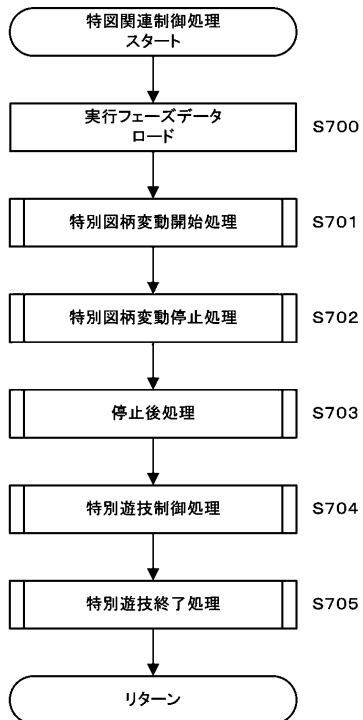 特図関連制御処理
スタート
実行フェーズデータ
ロード
S700
特別図柄変動開始処理
S701
特別図柄変動停止処理
S702
停止後処理
S703
特別遊技制御処理
S704
特別遊技終了処理
S705
リターン